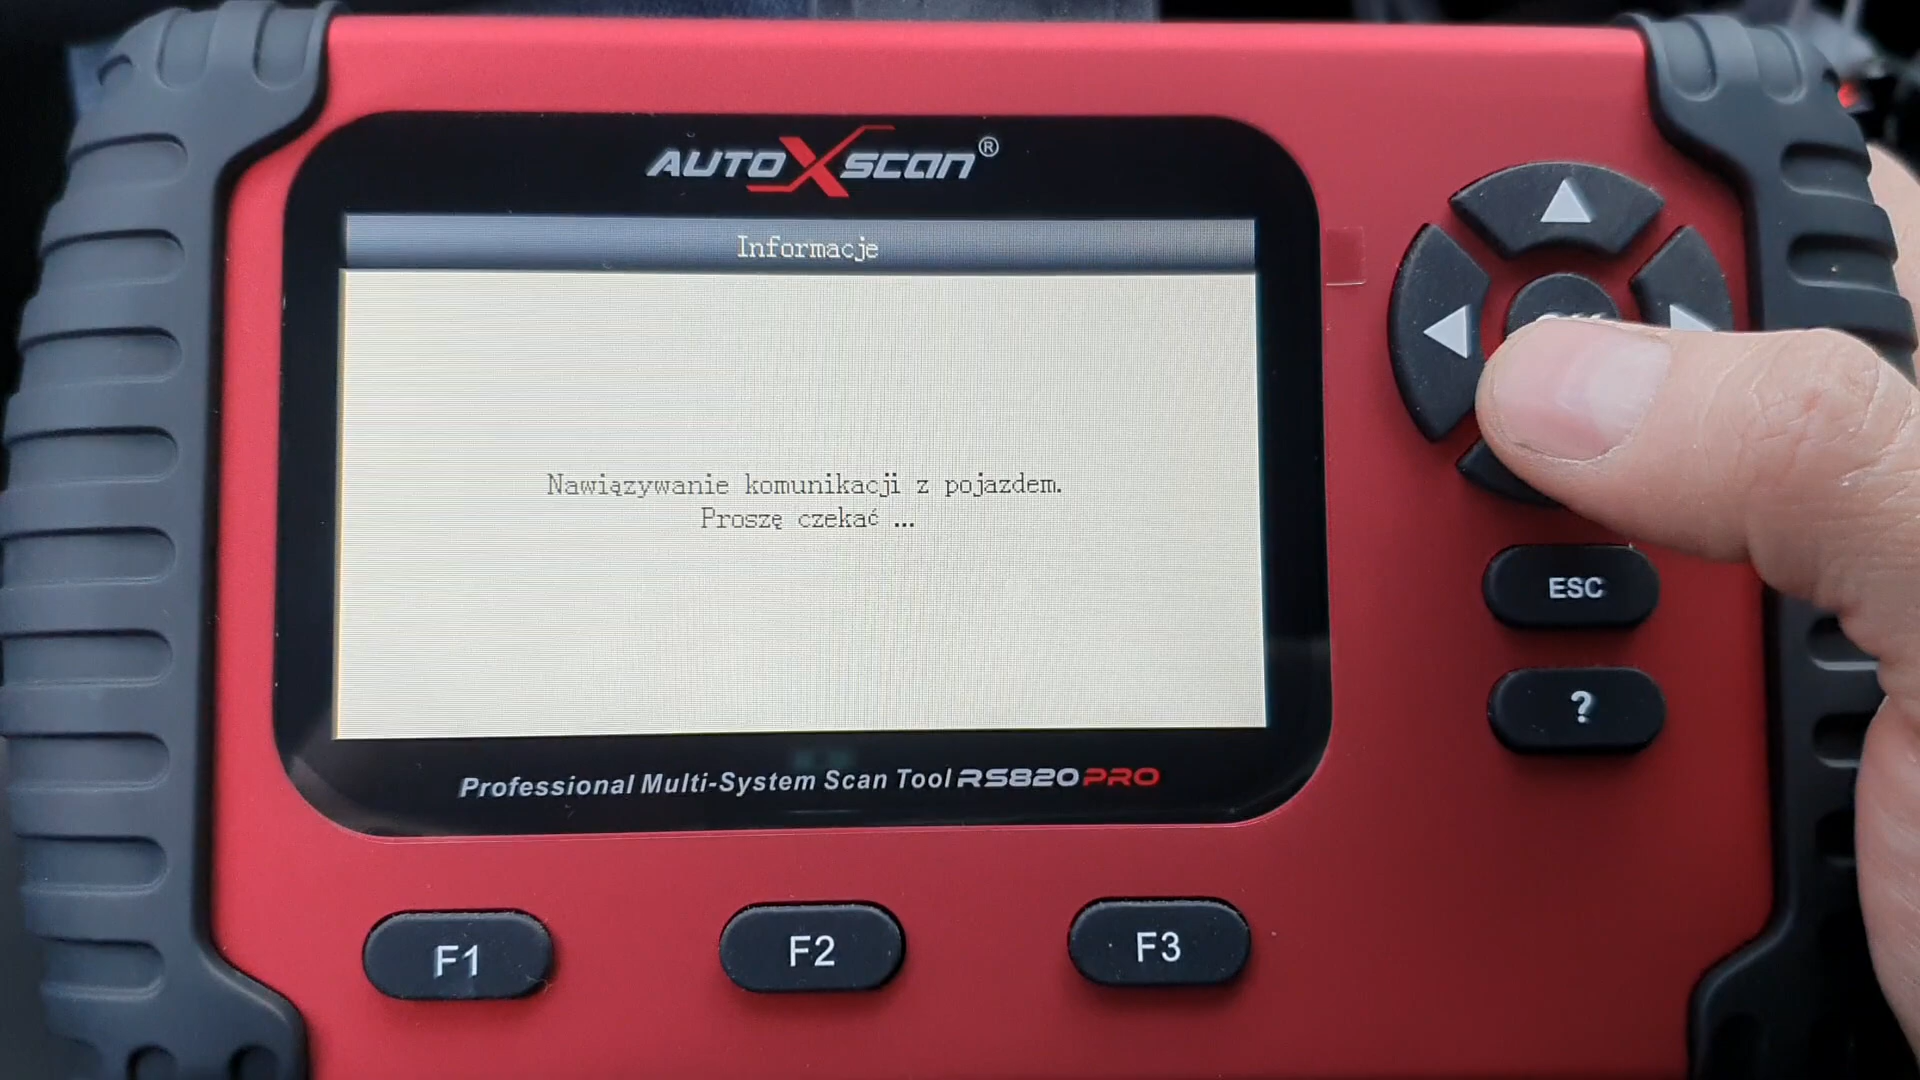 AUTOXSCAN®
Informacje
Nawiązywanie komunikacji z pojazdem.
Proszę czekać ...
Professional Multi-System Scan Tool RS820PRO
ESC
?
F1
F2
F3